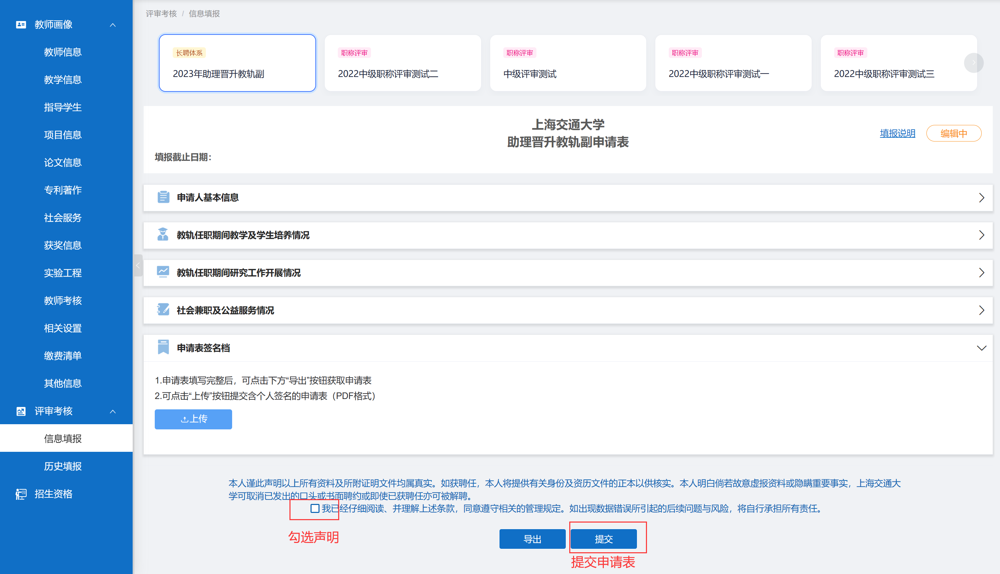 教师画像
教师信息
教学信息
指导学生
项目信息
论文信息
专利著作
社会服务
获奖信息
实验工程
教师考核
相关设置
缴费清单
其他信息
评审考核
信息填报
历史填报
招生资格
评审考核 / 信息填报
长聘体系
2023年助理晋升教轨副
职称评审
2022中级职称评审测试二
职称评审
中级评审测试
职称评审
2022中级职称评审测试一
职称评审
2022中级职称评审测试三
上海交通大学
助理晋升教轨副申请表
填报说明
编辑中
填报截止日期：
申请人基本信息
教轨任职期间教学及学生培养情况
教轨任职期间研究工作开展情况
社会兼职及公益服务情况
申请表签名档
1.申请表填写完整后，可点击下方“导出”按钮获取申请表
2.可点击“上传”按钮提交含个人签名的申请表（PDF格式）
上传
本人谨此声明以上所有资料及所附证明文件均属真实。如获聘任，本人将提供有关身份及资历文件的正本以供核实。本人明白倘若故意虚报资料或隐瞒重要事实，上海交通大
学可取消已发出的口头或书面聘约或即使已获聘任亦可被解聘。
我已经仔细阅读、并理解上述条款，同意遵守相关的管理规定。如出现数据错误所引起的后续问题与风险，将自行承担所有责任。
勾选声明
导出
提交
提交申请表